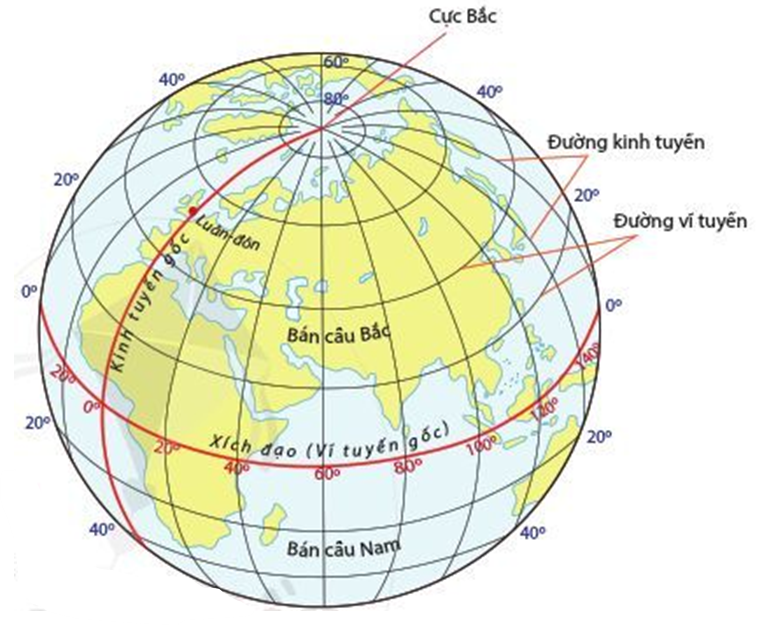 Cực Bắc
60°
40°
80°
40°
Đường kinh tuyến
20°
20°
Luân-đôn
Đường vĩ tuyến
Kinh tuyến gốc
0°
0°
Bán cầu Bắc
140°
20°
0°
120°
20°
Xích đạo (Vĩ tuyến gốc)
20°
20°
40°
60°
80°
100°
40°
40°
Bán cầu Nam